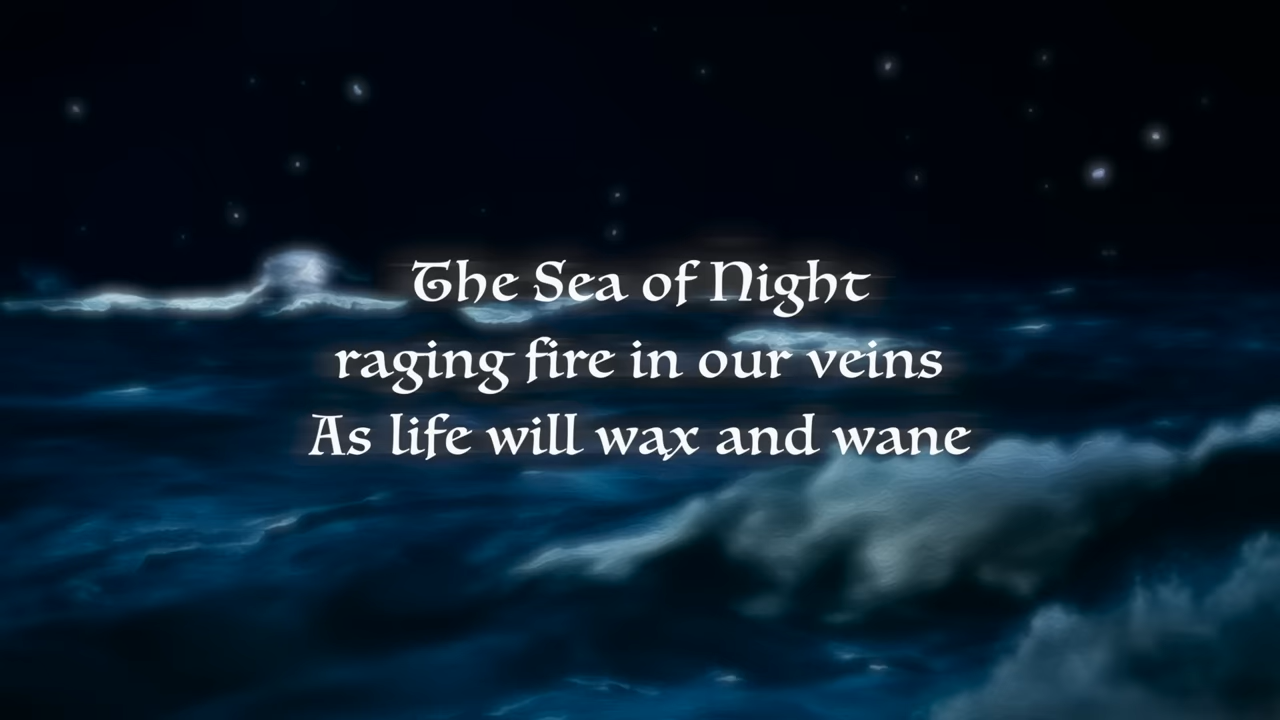 The Sea of Night
raging fire in our veins
As life will wax and wane